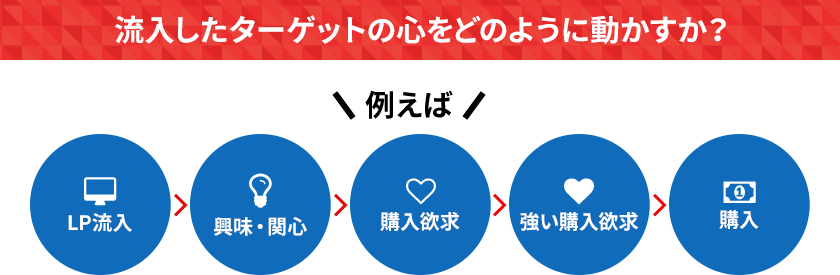 流入したターゲットの心をどのように動かすか？
例えば
LP流入
興味・関心
購入欲求
強い購入欲求
1
購入